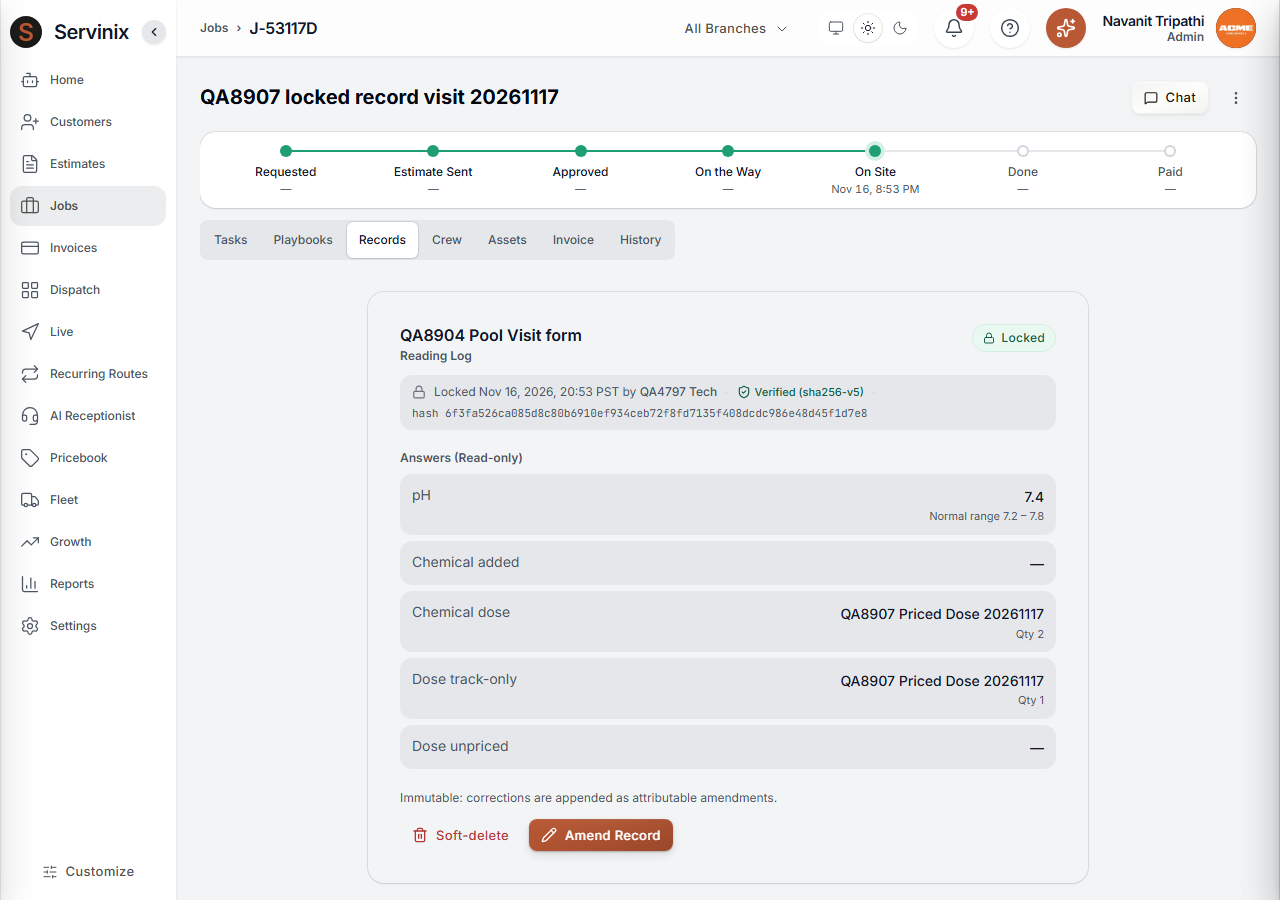 S
Servinix
Home
Customers
Estimates
Jobs
Invoices
Dispatch
Live
Recurring Routes
AI Receptionist
Pricebook
Fleet
Growth
Reports
Settings
Customize
Jobs › J-53117D
All Branches
9+
Navanit Tripathi
Admin
ACME
QA8907 locked record visit 20261117
Chat
Requested
—
Estimate Sent
—
Approved
—
On the Way
—
On Site
Nov 16, 8:53 PM
Done
—
Paid
—
Tasks
Playbooks
Records
Crew
Assets
Invoice
History
QA8904 Pool Visit form
Reading Log
Locked
Locked Nov 16, 2026, 20:53 PST by QA4797 Tech · Verified (sha256-v5) ·
hash 6f3fa526ca085d8c80b6910ef934ceb72f8fd7135f408dcdc986e48d45f1d7e8
Answers (Read-only)
pH
7.4
Normal range 7.2 – 7.8
Chemical added
—
Chemical dose
QA8907 Priced Dose 20261117
Qty 2
Dose track-only
QA8907 Priced Dose 20261117
Qty 1
Dose unpriced
—
Immutable: corrections are appended as attributable amendments.
Soft-delete
Amend Record